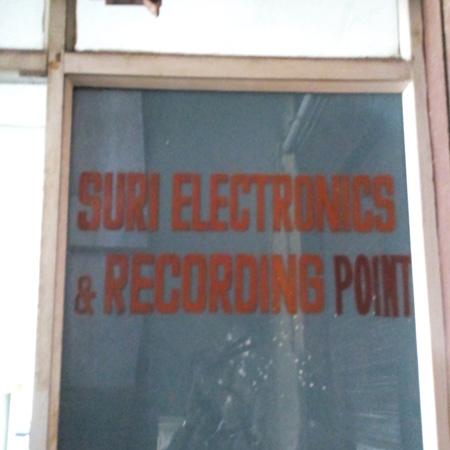 SURI ELECTRONICS
& RECORDING POINT